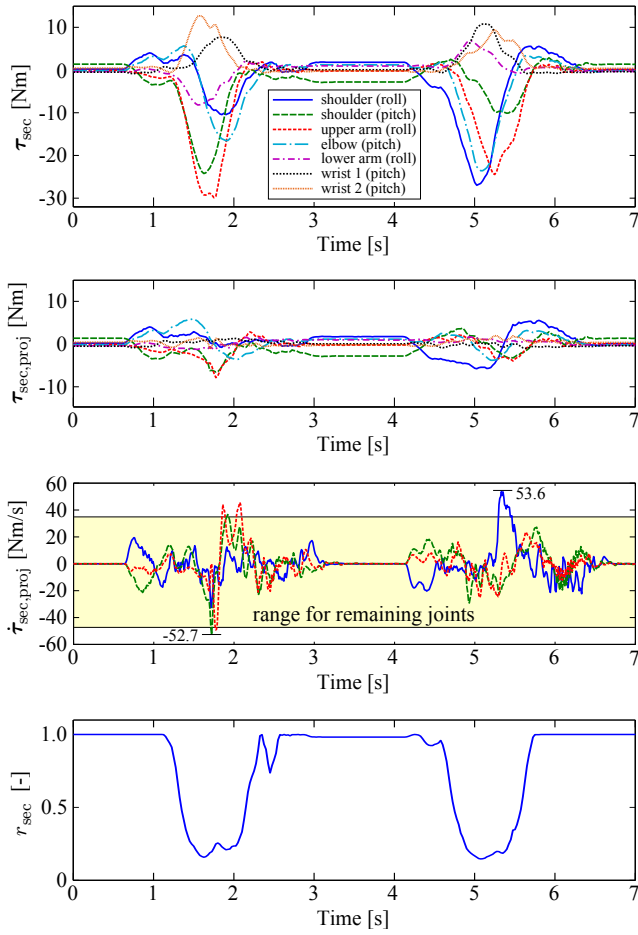 10
0
-10
-20
-30
τsec [Nm]
shoulder (roll)
shoulder (pitch)
upper arm (roll)
elbow (pitch)
lower arm (roll)
wrist 1 (pitch)
wrist 2 (pitch)
0 1 2 3 4 5 6 7
Time [s]
10
0
-10
τsec,proj [Nm]
0 1 2 3 4 5 6 7
Time [s]
60
40
20
0
-20
-40
-60
τ̇sec,proj [Nm/s]
53.6
range for remaining joints
-52.7
0 1 2 3 4 5 6 7
Time [s]
1.0
0.5
0
rsec [-]
0 1 2 3 4 5 6 7
Time [s]